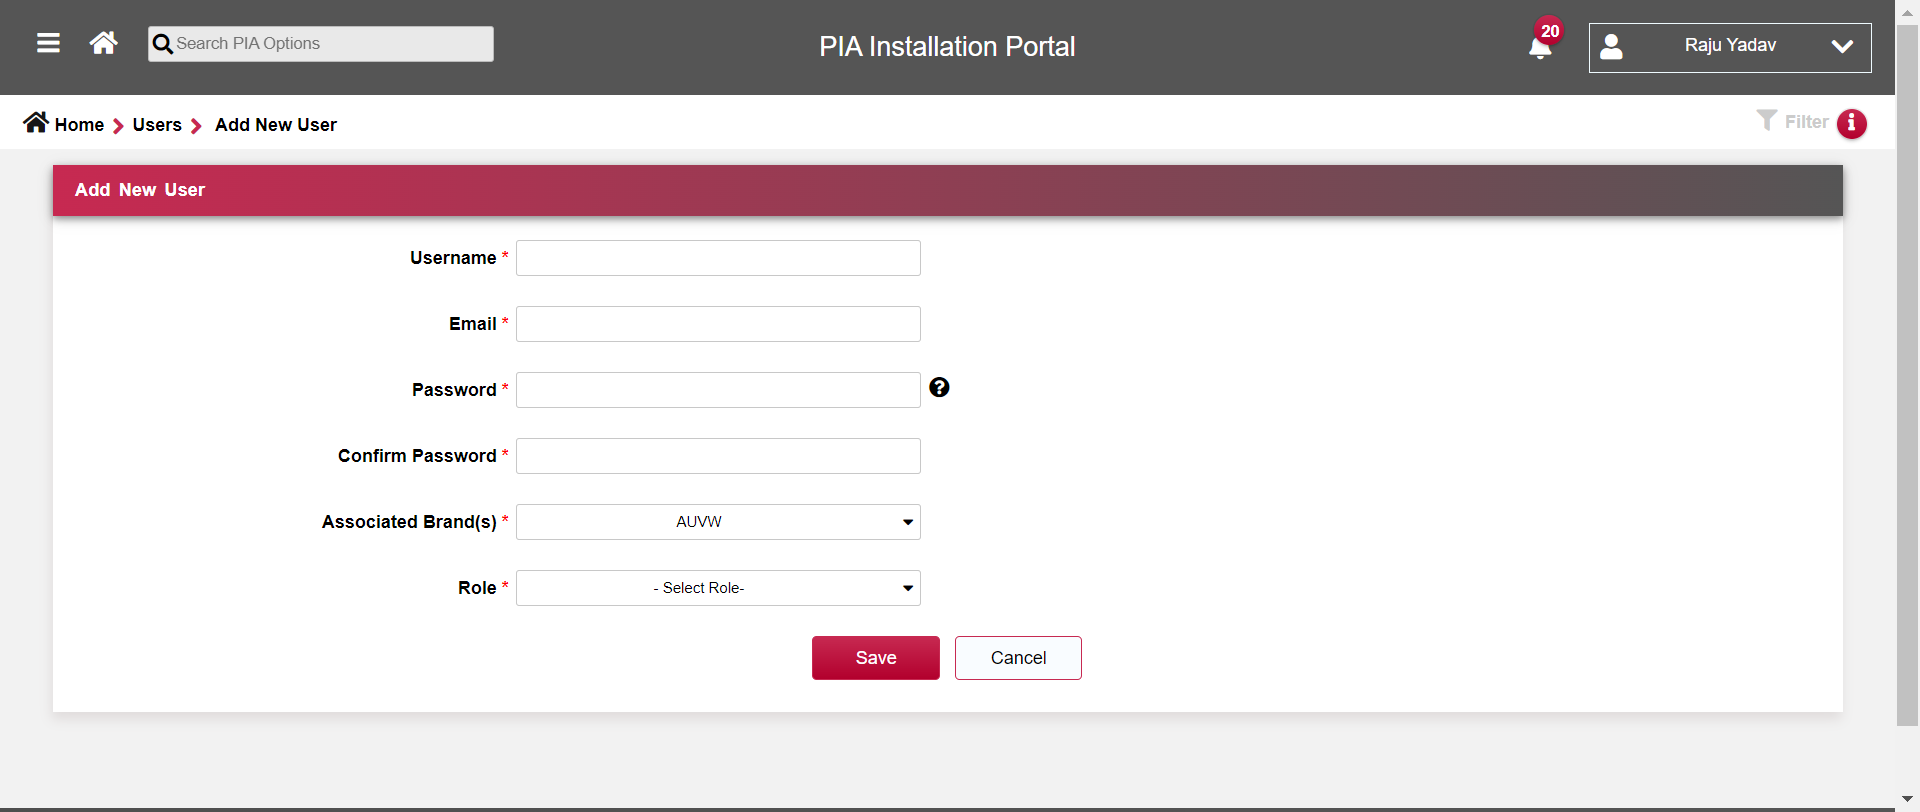 Search PIA Options
PIA Installation Portal
20
Raju Yadav
Home Users Add New User
Filter
Add New User
Username *
Email *
Password *
Confirm Password *
Associated Brand(s) * AUVW
Role * - Select Role-
Save Cancel